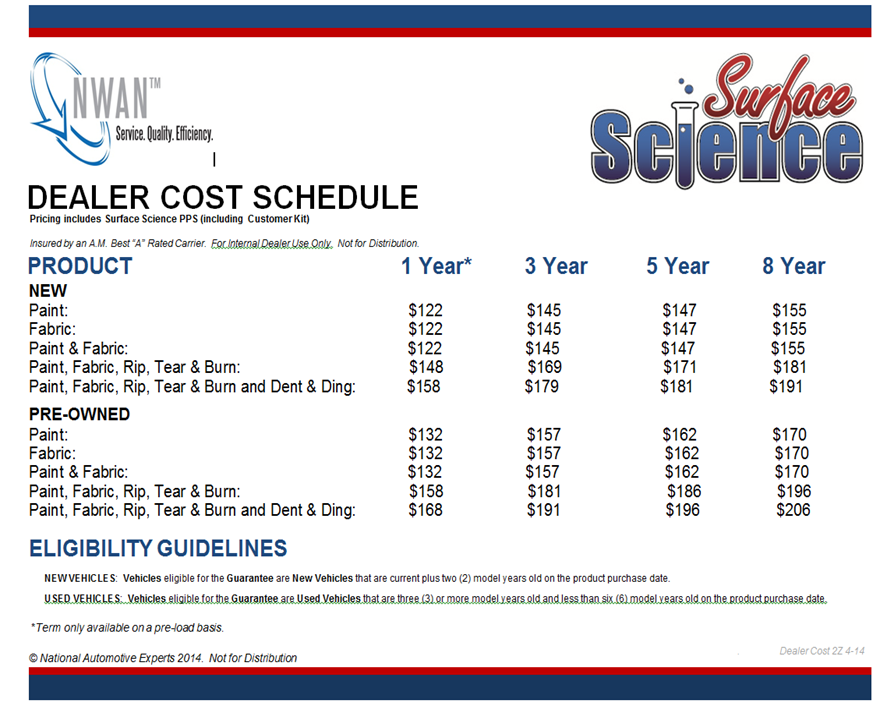 NWAN™
Service. Quality. Efficiency.
Surface
Science
DEALER COST SCHEDULE
Pricing includes Surface Science PPS (including Customer Kit)
Insured by an A.M. Best "A" Rated Carrier. For Internal Dealer Use Only. Not for Distribution.
PRODUCT 1 Year* 3 Year 5 Year 8 Year
NEW
Paint: $122 $145 $147 $155
Fabric: $122 $145 $147 $155
Paint & Fabric: $122 $145 $147 $155
Paint, Fabric, Rip, Tear & Burn: $148 $169 $171 $181
Paint, Fabric, Rip, Tear & Burn and Dent & Ding: $158 $179 $181 $191
PRE-OWNED
Paint: $132 $157 $162 $170
Fabric: $132 $157 $162 $170
Paint & Fabric: $132 $157 $162 $170
Paint, Fabric, Rip, Tear & Burn: $158 $181 $186 $196
Paint, Fabric, Rip, Tear & Burn and Dent & Ding: $168 $191 $196 $206
ELIGIBILITY GUIDELINES
NEW VEHICLES: Vehicles eligible for the Guarantee are New Vehicles that are current plus two (2) model years old on the product purchase date.
USED VEHICLES: Vehicles eligible for the Guarantee are Used Vehicles that are three (3) or more model years old and less than six (6) model years old on the product purchase date.
*Term only available on a pre-load basis.
Dealer Cost 2Z 4-14
© National Automotive Experts 2014. Not for Distribution